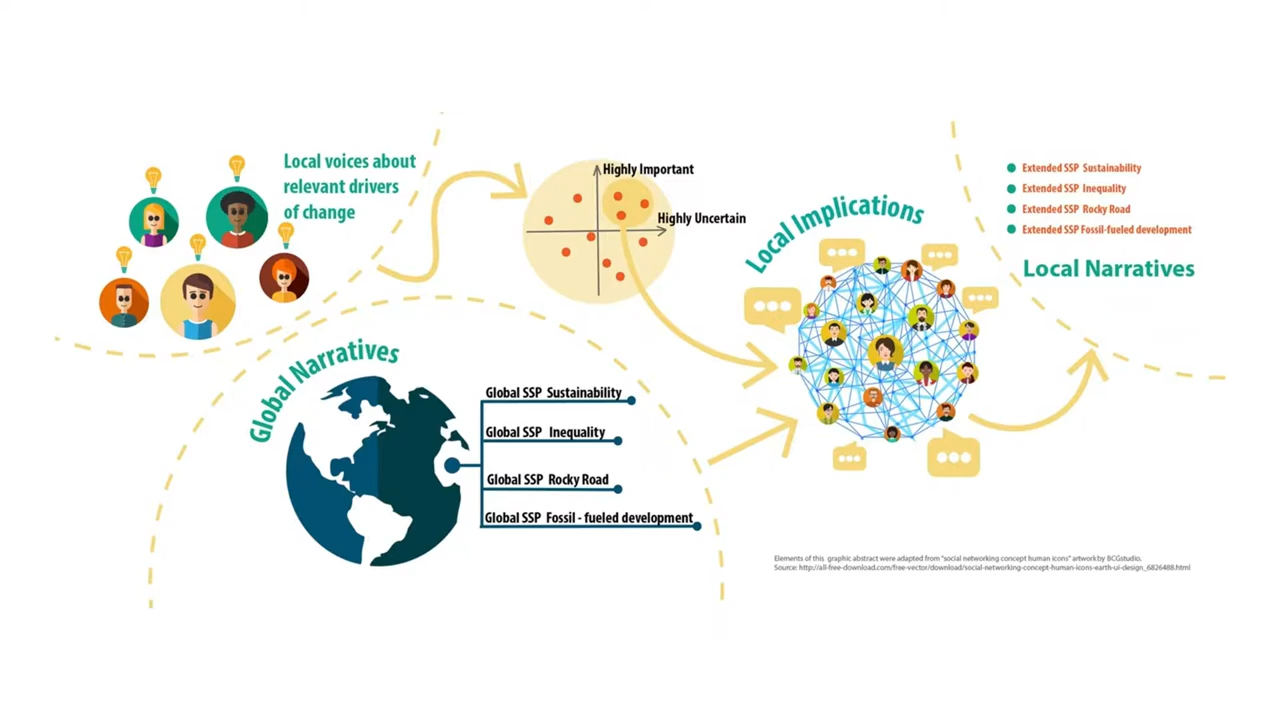 Local voices about
relevant drivers
of change
Highly Important
Highly Uncertain
Local Implications
Extended SSP Sustainability
Extended SSP Inequality
Extended SSP Rocky Road
Extended SSP Fossil-fueled development
Local Narratives
Global Narratives
Global SSP Sustainability
Global SSP Inequality
Global SSP Rocky Road
Global SSP Fossil - fueled development
Elements of this graphic abstract were adapted from "social networking concept human icons" artwork by BCGstudio.
Source: http://all-free-download.com/free-vector/download/social-networking-concept-human-icons-earth-ui-design_6826488.html